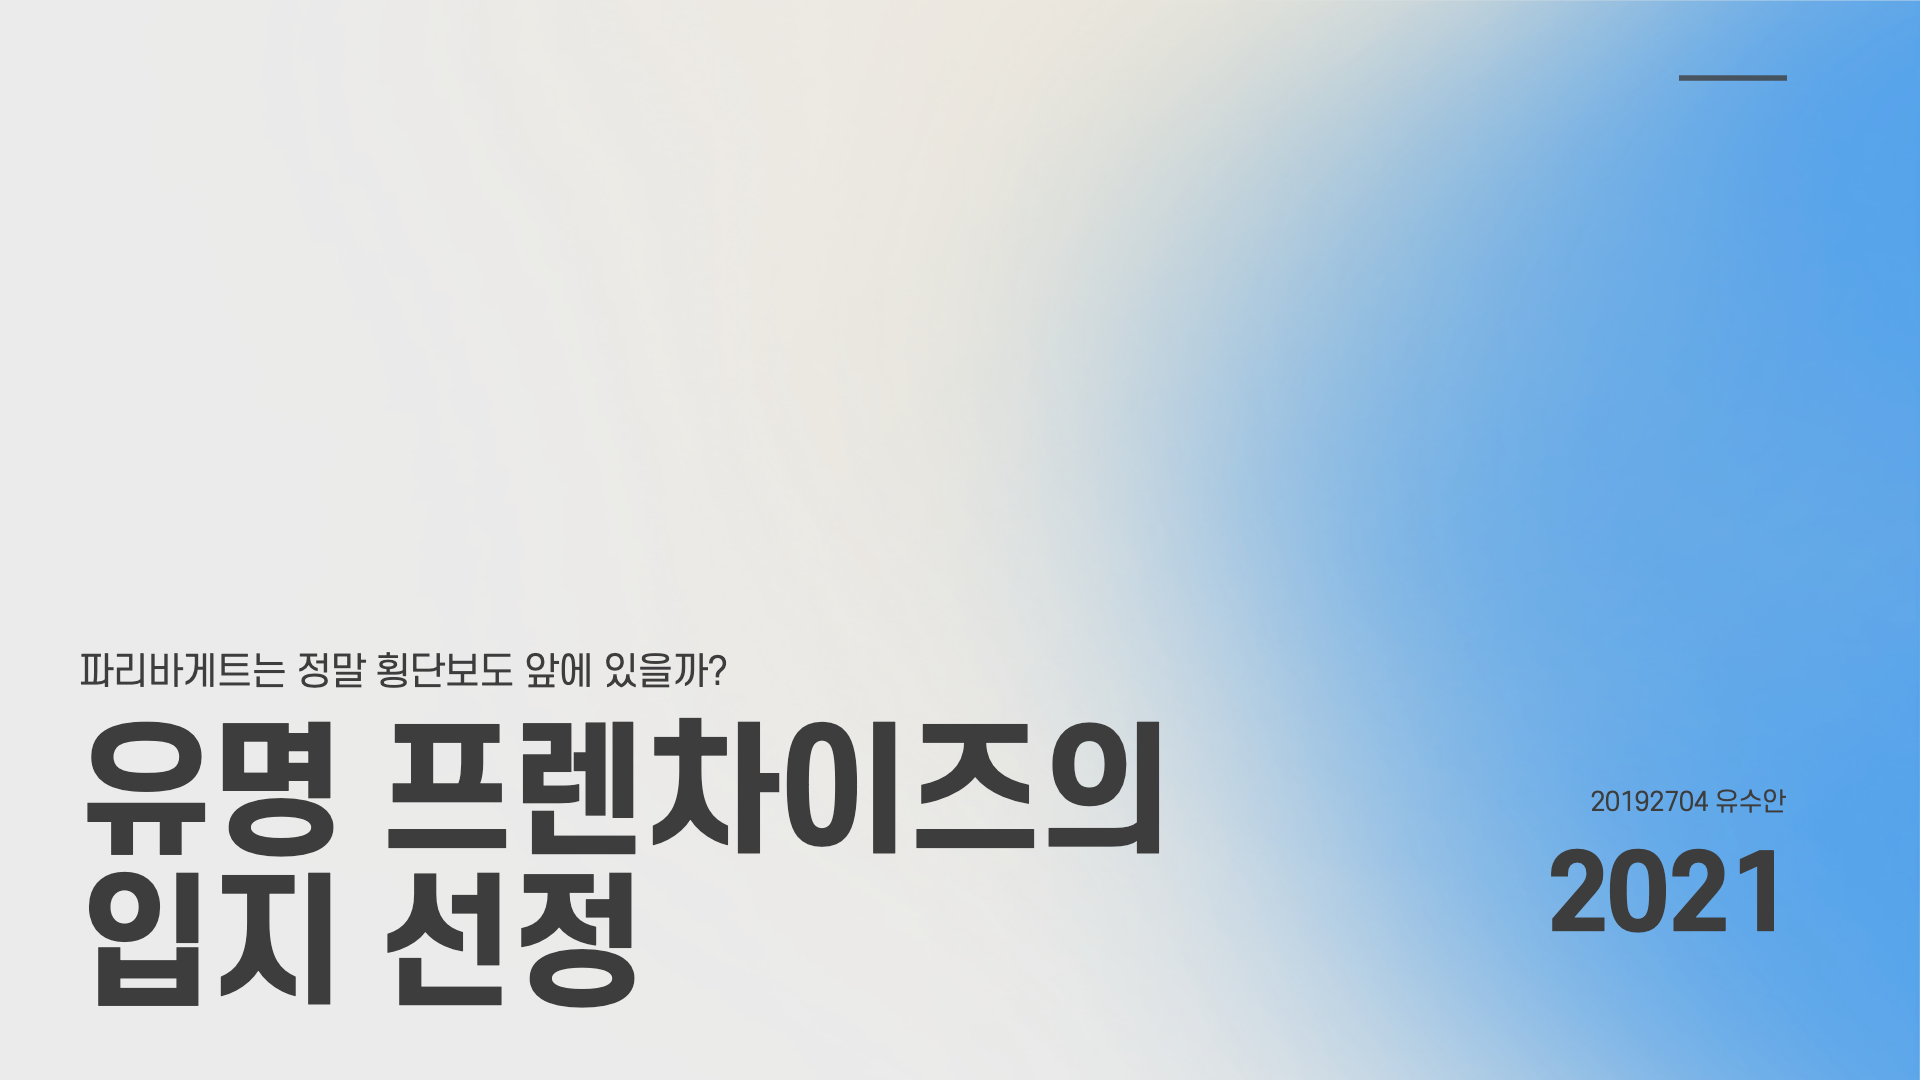 파리바게트는 정말 횡단보도 앞에 있을까?
유명 프렌차이즈의
입지 선정
20192704 유수안
2021